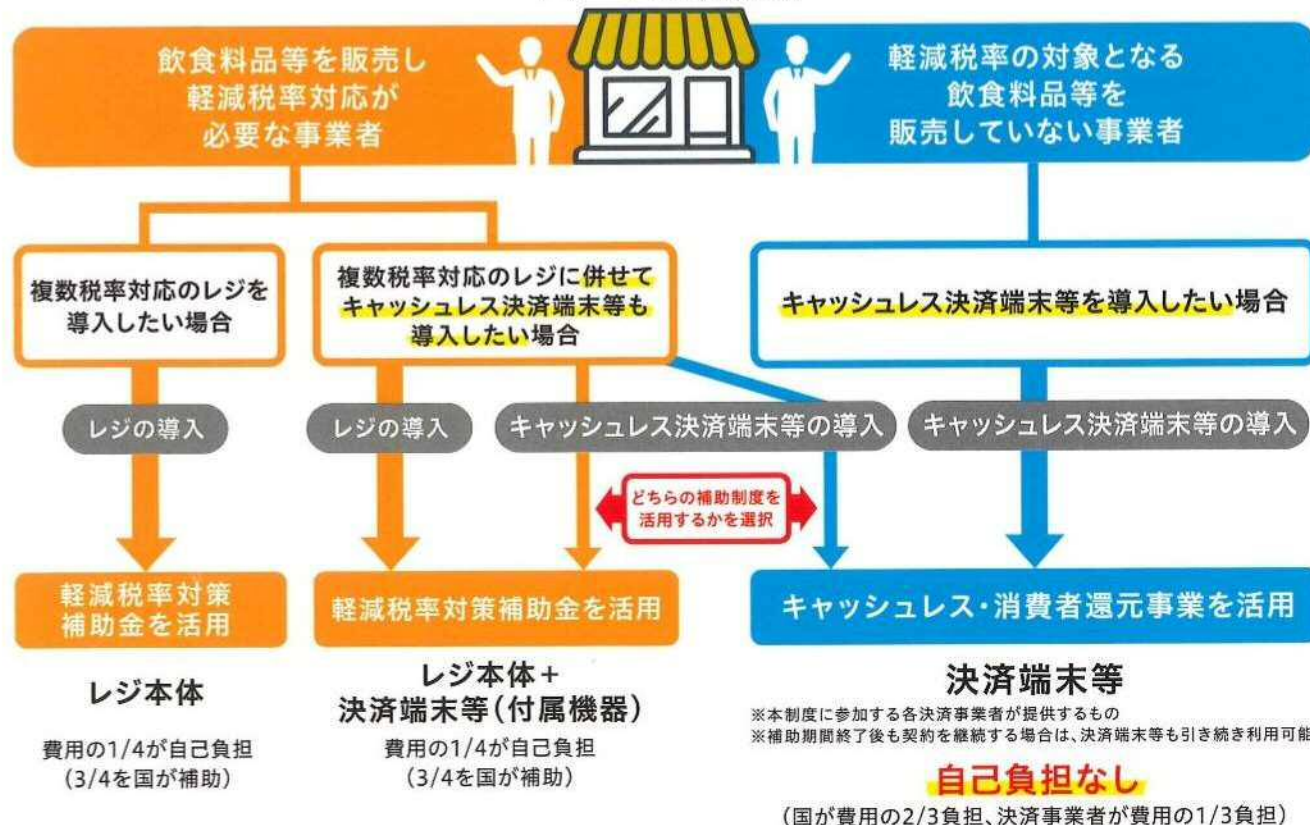 飲食料品等を販売し
軽減税率対応が
必要な事業者
軽減税率の対象となる
飲食料品等を
販売していない事業者
複数税率対応のレジを
導入したい場合
複数税率対応のレジに併せて
キャッシュレス決済端末等も
導入したい場合
キャッシュレス決済端末等を導入したい場合
レジの導入
レジの導入
キャッシュレス決済端末等の導入
キャッシュレス決済端末等の導入
どちらの補助制度を
活用するかを選択
軽減税率対策
補助金を活用
軽減税率対策補助金を活用
キャッシュレス・消費者還元事業を活用
レジ本体
費用の1/4が自己負担
(3/4を国が補助)
レジ本体+
決済端末等(付属機器)
費用の1/4が自己負担
(3/4を国が補助)
決済端末等
※本制度に参加する各決済事業者が提供するもの
※補助期間終了後も契約を継続する場合は、決済端末等も引き続き利用可能
自己負担なし
(国が費用の2/3負担、決済事業者が費用の1/3負担)